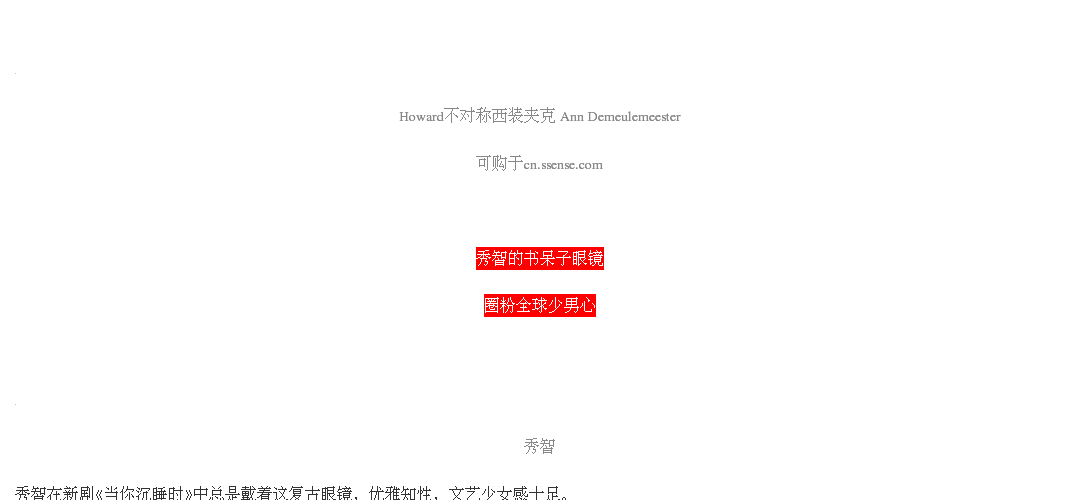 Howard不对称西装夹克 Ann Demeulemeester
可购于cn.ssense.com
秀智的书呆子眼镜
圈粉全球少男心
秀智
秀智在新剧《当你沉睡时》中总是戴着这复古眼镜，优雅知性，文艺少女感十足。